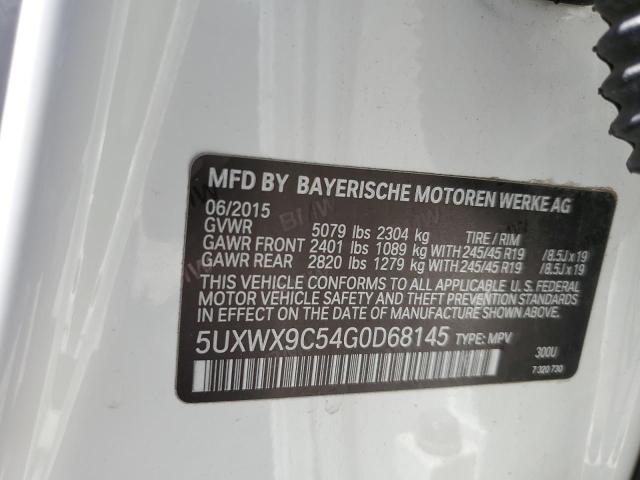 MFD BY BAYERISCHE MOTOREN WERKE AG
06/2015
GVWR 5079 lbs 2304 kg TIRE / RIM
GAWR FRONT 2401 lbs 1089 kg WITH 245/45 R19 /8.5J x 19
GAWR REAR 2820 lbs 1279 kg WITH 245/45 R19 /8.5J x 19
THIS VEHICLE CONFORMS TO ALL APPLICABLE U. S. FEDERAL
MOTOR VEHICLE SAFETY AND THEFT PREVENTION STANDARDS
IN EFFECT ON THE DATE OF MANUFACTURE SHOWN ABOVE.
5UXWX9C54G0D68145 TYPE: MPV
300U
7 320 730